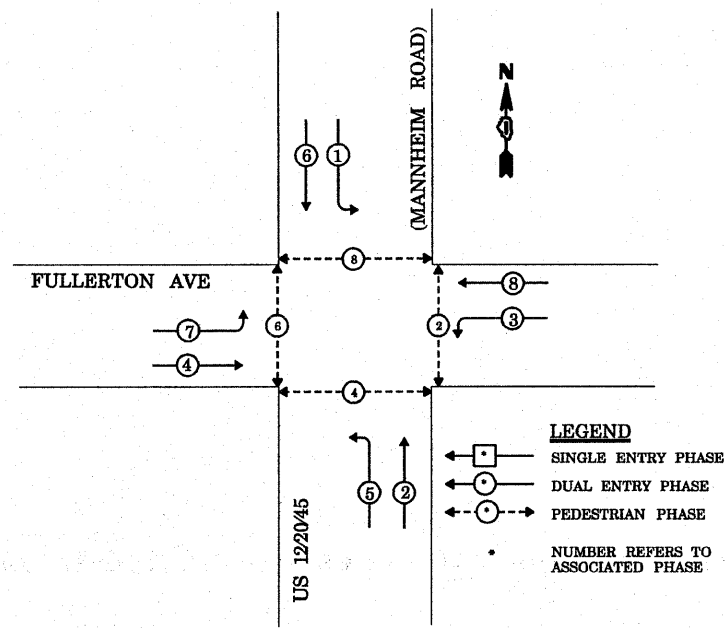 (MANNHEIM ROAD)
N
6
1
8
FULLERTON AVE
8
7
6
2
3
4
4
5
2
US 12/20/45
LEGEND
* SINGLE ENTRY PHASE
* DUAL ENTRY PHASE
* PEDESTRIAN PHASE
* NUMBER REFERS TO
ASSOCIATED PHASE